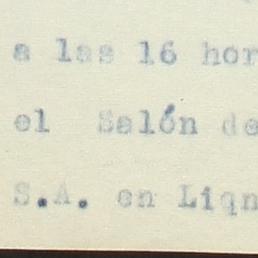 a las 16 hor
el Salón de
S.A. en Liqu